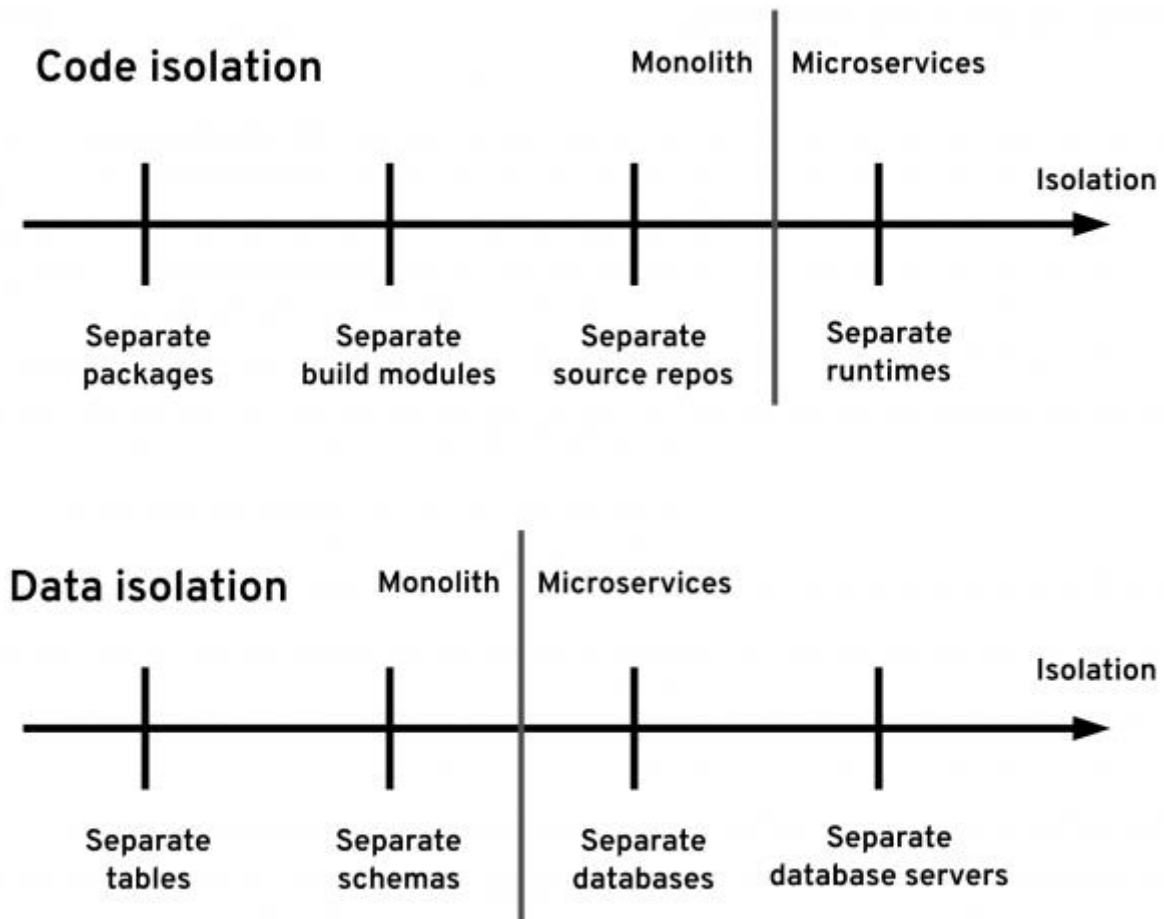 Code isolation
Monolith
Microservices
Isolation
Separate
packages
Separate
build modules
Separate
source repos
Separate
runtimes
Data isolation
Monolith
Microservices
Isolation
Separate
tables
Separate
schemas
Separate
databases
Separate
database servers